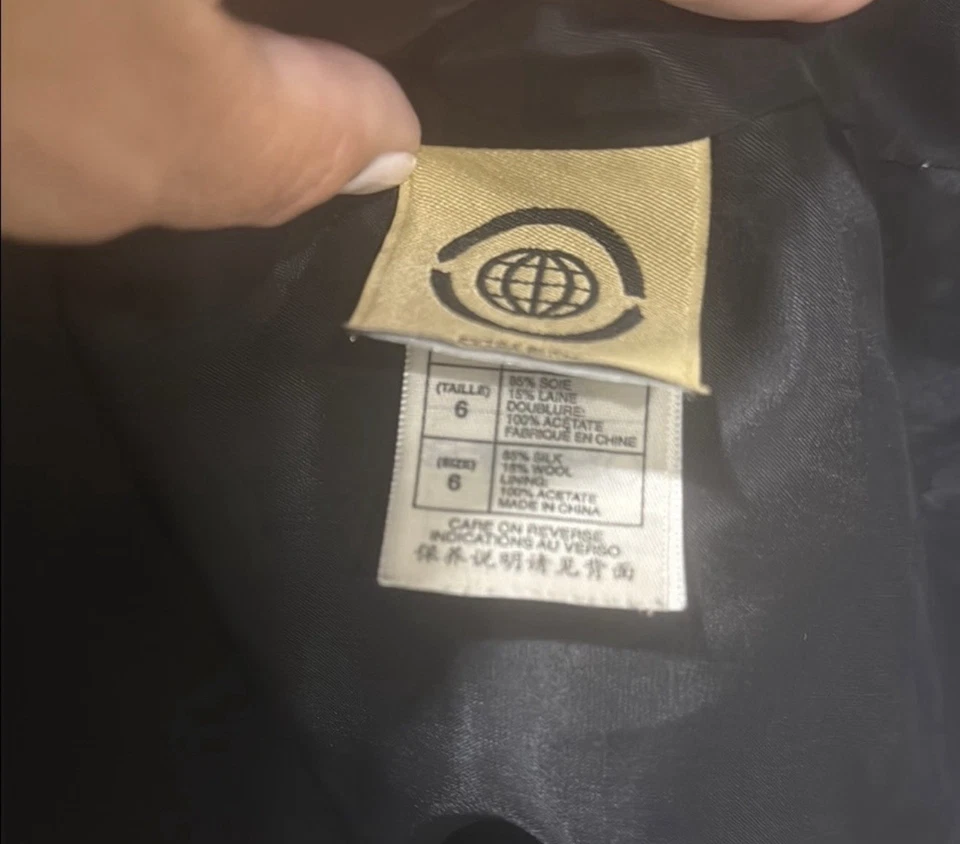 (TAILLE)
6
85% SOIE
15% LAINE
DOUBLURE:
100% ACÉTATE
FABRIQUÉ EN CHINE
(SIZE)
6
85% SILK
15% WOOL
LINING:
100% ACETATE
MADE IN CHINA
CARE ON REVERSE
INDICATIONS AU VERSO
保养说明请见背面